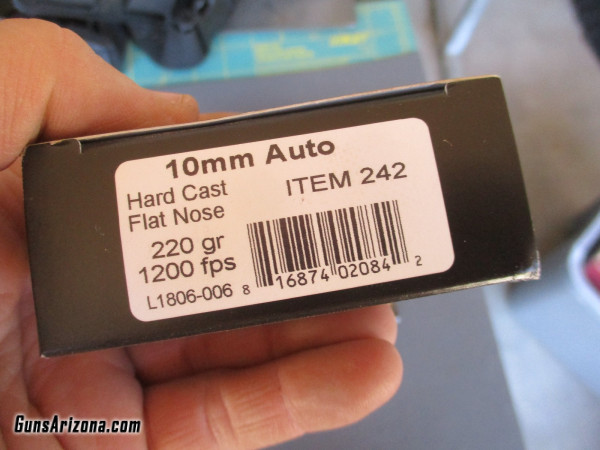 10mm Auto
Hard Cast
Flat Nose
ITEM 242
220 gr
1200 fps
L1806-006
8 16874 02084 2
GunsArizona.com